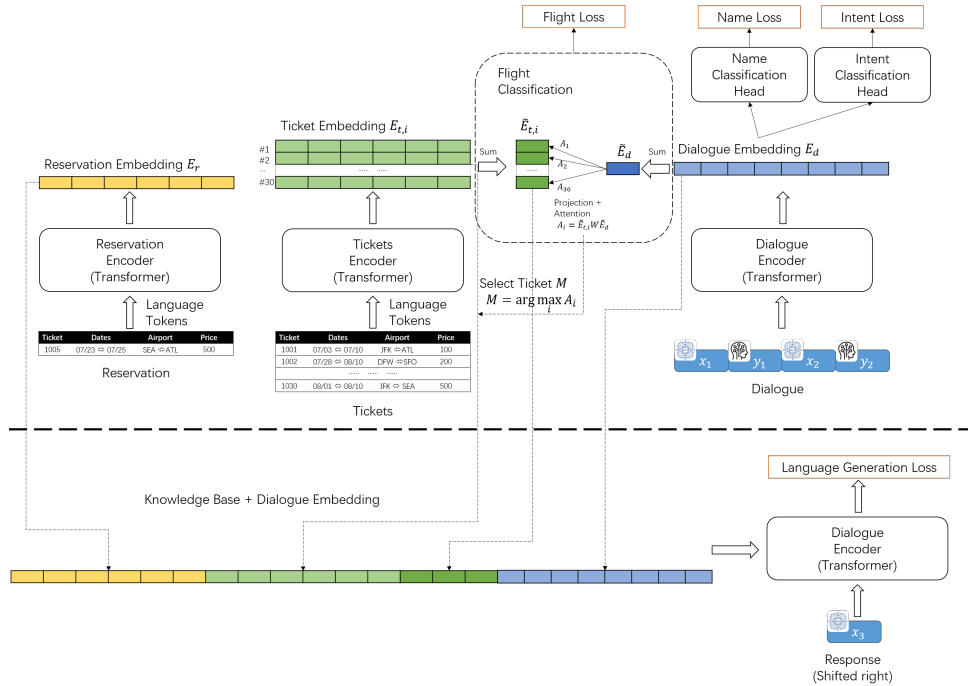 Flight Loss
Name Loss
Intent Loss
Name
Classification
Head
Intent
Classification
Head
Flight
Classification
Ticket Embedding E_{t,i}
Ẽ_{t,i}
#1
#2
...
#30
...... ......
Sum
......
A_1
A_2
A_{30}
Ẽ_d
Sum
Dialogue Embedding E_d
Reservation Embedding E_r
Projection +
Attention
A_i = Ẽ_{t,i}WẼ_d
Reservation
Encoder
(Transformer)
Tickets
Encoder
(Transformer)
Dialogue
Encoder
(Transformer)
Select Ticket M
M = arg max_i A_i
Language
Tokens
Language
Tokens
Ticket Dates Airport Price
1005 07/23 ⇔ 07/25 SEA ⇔ATL 500
Reservation
Ticket Dates Airport Price
1001 07/03 ⇔ 07/10 JFK ⇔ATL 100
1002 07/28 ⇔ 08/10 DFW ⇔SFO 200
...... ...... ......
1030 08/01 ⇔ 08/10 JFK ⇔ SEA 500
Tickets
x_1 y_1 x_2 y_2
Dialogue
Knowledge Base + Dialogue Embedding
Language Generation Loss
Dialogue
Encoder
(Transformer)
x_3
Response
(Shifted right)